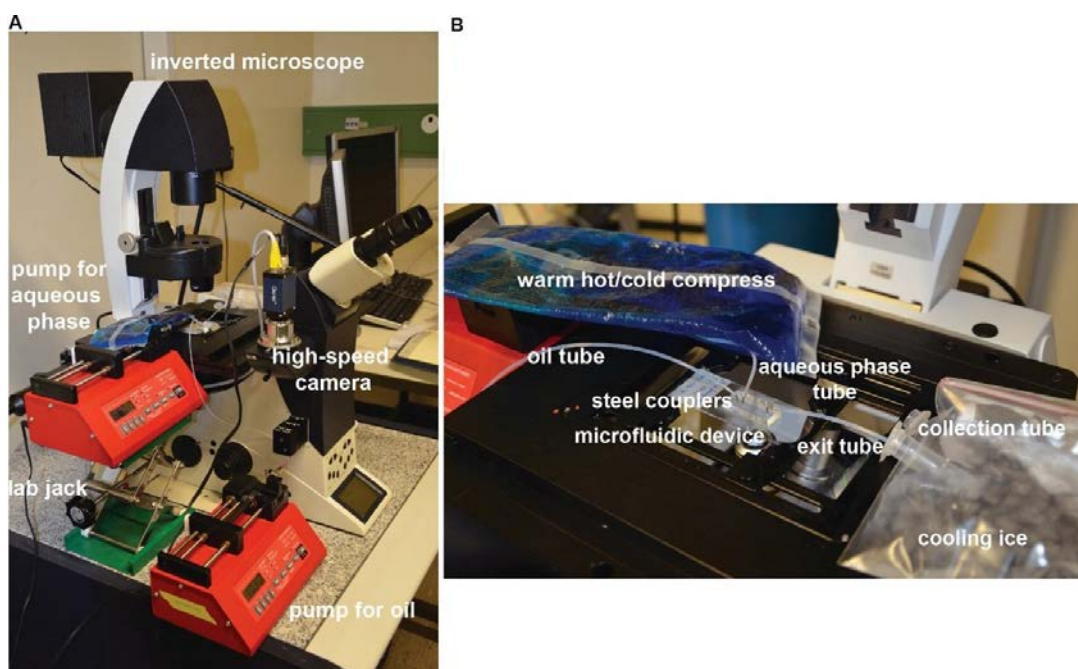 A
inverted microscope
pump for
aqueous
phase
high-speed
camera
lab jack
pump for oil
B
warm hot/cold compress
oil tube
aqueous phase
tube
steel couplers
microfluidic device
exit tube
collection tube
cooling ice